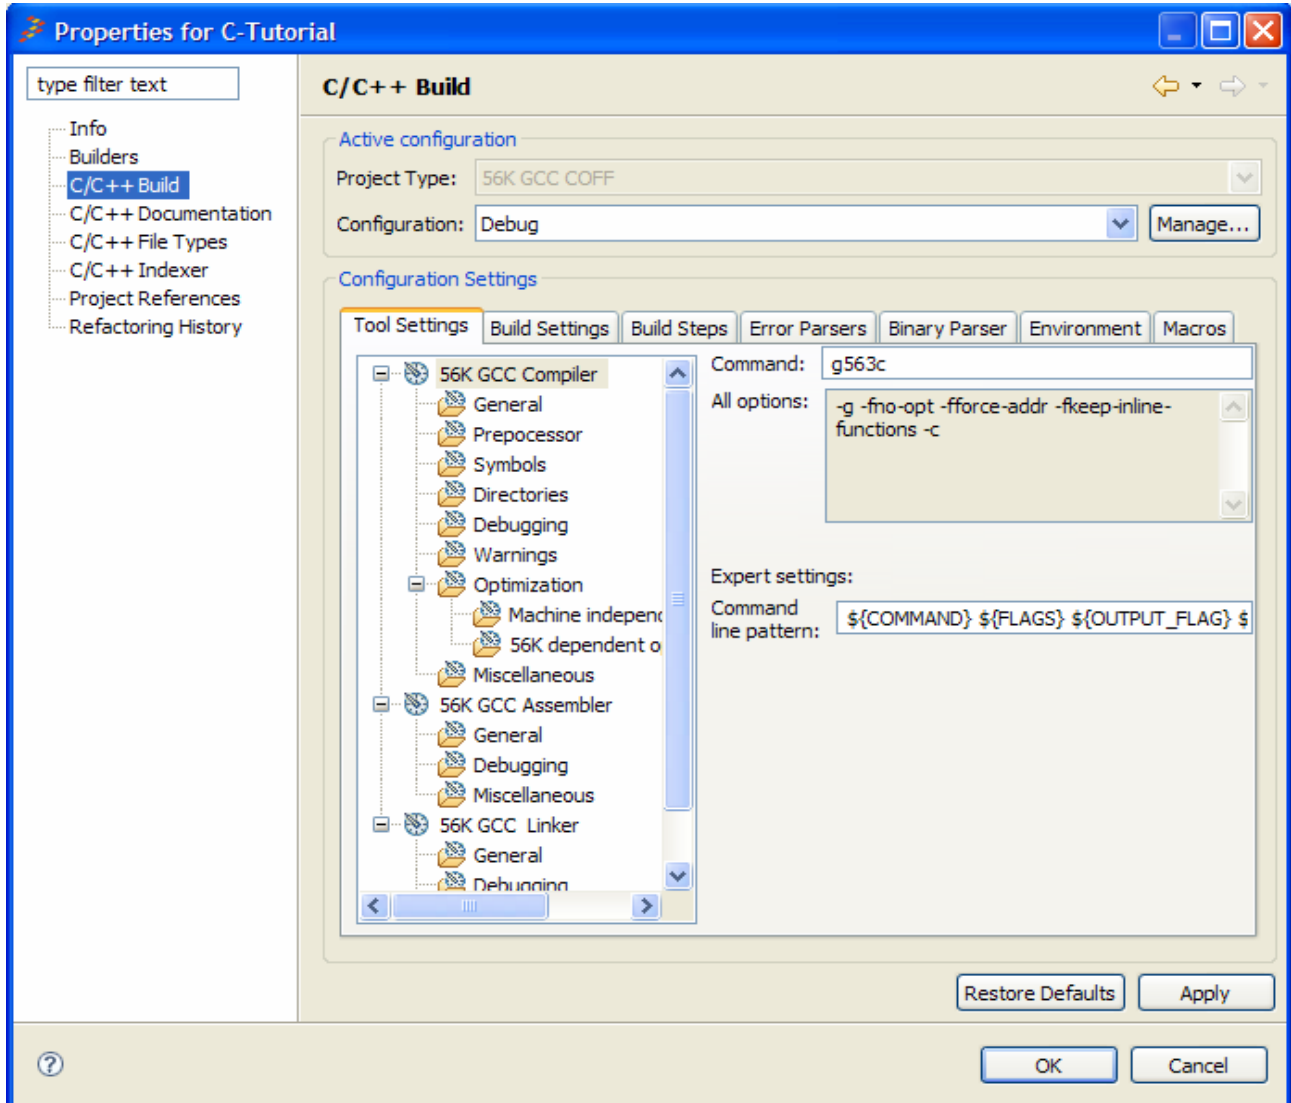 Properties for C-Tutorial
type filter text
Info
Builders
C/C++ Build
C/C++ Documentation
C/C++ File Types
C/C++ Indexer
Project References
Refactoring History
C/C++ Build
Active configuration
Project Type: 56K GCC COFF
Configuration: Debug Manage...
Configuration Settings
Tool Settings Build Settings Build Steps Error Parsers Binary Parser Environment Macros
56K GCC Compiler
General
Prepocessor
Symbols
Directories
Debugging
Warnings
Optimization
Machine independ
56K dependent o
Miscellaneous
56K GCC Assembler
General
Debugging
Miscellaneous
56K GCC Linker
General
Debugging
Command: g563c
All options: -g -fno-opt -fforce-addr -fkeep-inline-
functions -c
Expert settings:
Command
line pattern: ${COMMAND} ${FLAGS} ${OUTPUT_FLAG} $
Restore Defaults Apply
? OK Cancel